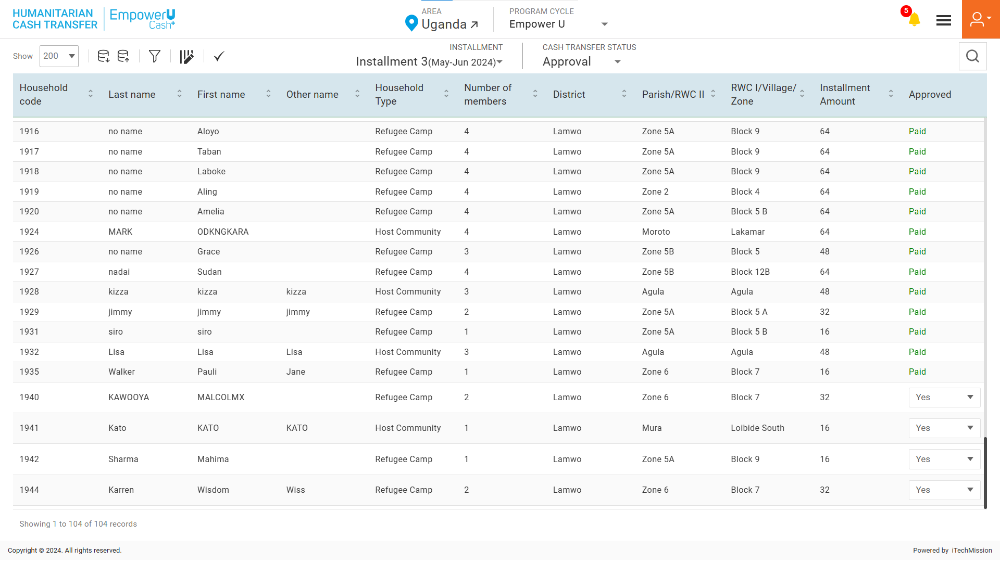 HUMANITARIAN
CASH TRANSFER
EmpowerU
Cash+
AREA
Uganda
PROGRAM CYCLE
Empower U
5
Show 200
INSTALLMENT
Installment 3(May-Jun 2024)
CASH TRANSFER STATUS
Approval
Household code Last name First name Other name Household Type Number of members District Parish/RWC II RWC I/Village/Zone Installment Amount Approved
1916 no name Aloyo Refugee Camp 4 Lamwo Zone 5A Block 9 64 Paid
1917 no name Taban Refugee Camp 4 Lamwo Zone 5A Block 9 64 Paid
1918 no name Laboke Refugee Camp 4 Lamwo Zone 5A Block 9 64 Paid
1919 no name Aling Refugee Camp 4 Lamwo Zone 2 Block 4 64 Paid
1920 no name Amelia Refugee Camp 4 Lamwo Zone 5A Block 5 B 64 Paid
1924 MARK ODKNGKARA Host Community 4 Lamwo Moroto Lakamar 64 Paid
1926 no name Grace Refugee Camp 3 Lamwo Zone 5B Block 5 48 Paid
1927 nadai Sudan Refugee Camp 4 Lamwo Zone 5B Block 12B 64 Paid
1928 kizza kizza kizza Host Community 3 Lamwo Agula Agula 48 Paid
1929 jimmy jimmy jimmy Refugee Camp 2 Lamwo Zone 5A Block 5 A 32 Paid
1931 siro siro Refugee Camp 1 Lamwo Zone 5A Block 5 B 16 Paid
1932 Lisa Lisa Lisa Host Community 3 Lamwo Agula Agula 48 Paid
1935 Walker Pauli Jane Refugee Camp 1 Lamwo Zone 6 Block 7 16 Paid
1940 KAWOOYA MALCOLMX Refugee Camp 2 Lamwo Zone 6 Block 7 32 Yes
1941 Kato KATO KATO Host Community 1 Lamwo Mura Loibide South 16 Yes
1942 Sharma Mahima Refugee Camp 1 Lamwo Zone 5A Block 9 16 Yes
1944 Karren Wisdom Wiss Refugee Camp 2 Lamwo Zone 6 Block 7 32 Yes
Showing 1 to 104 of 104 records
Copyright © 2024. All rights reserved.
Powered by iTechMission